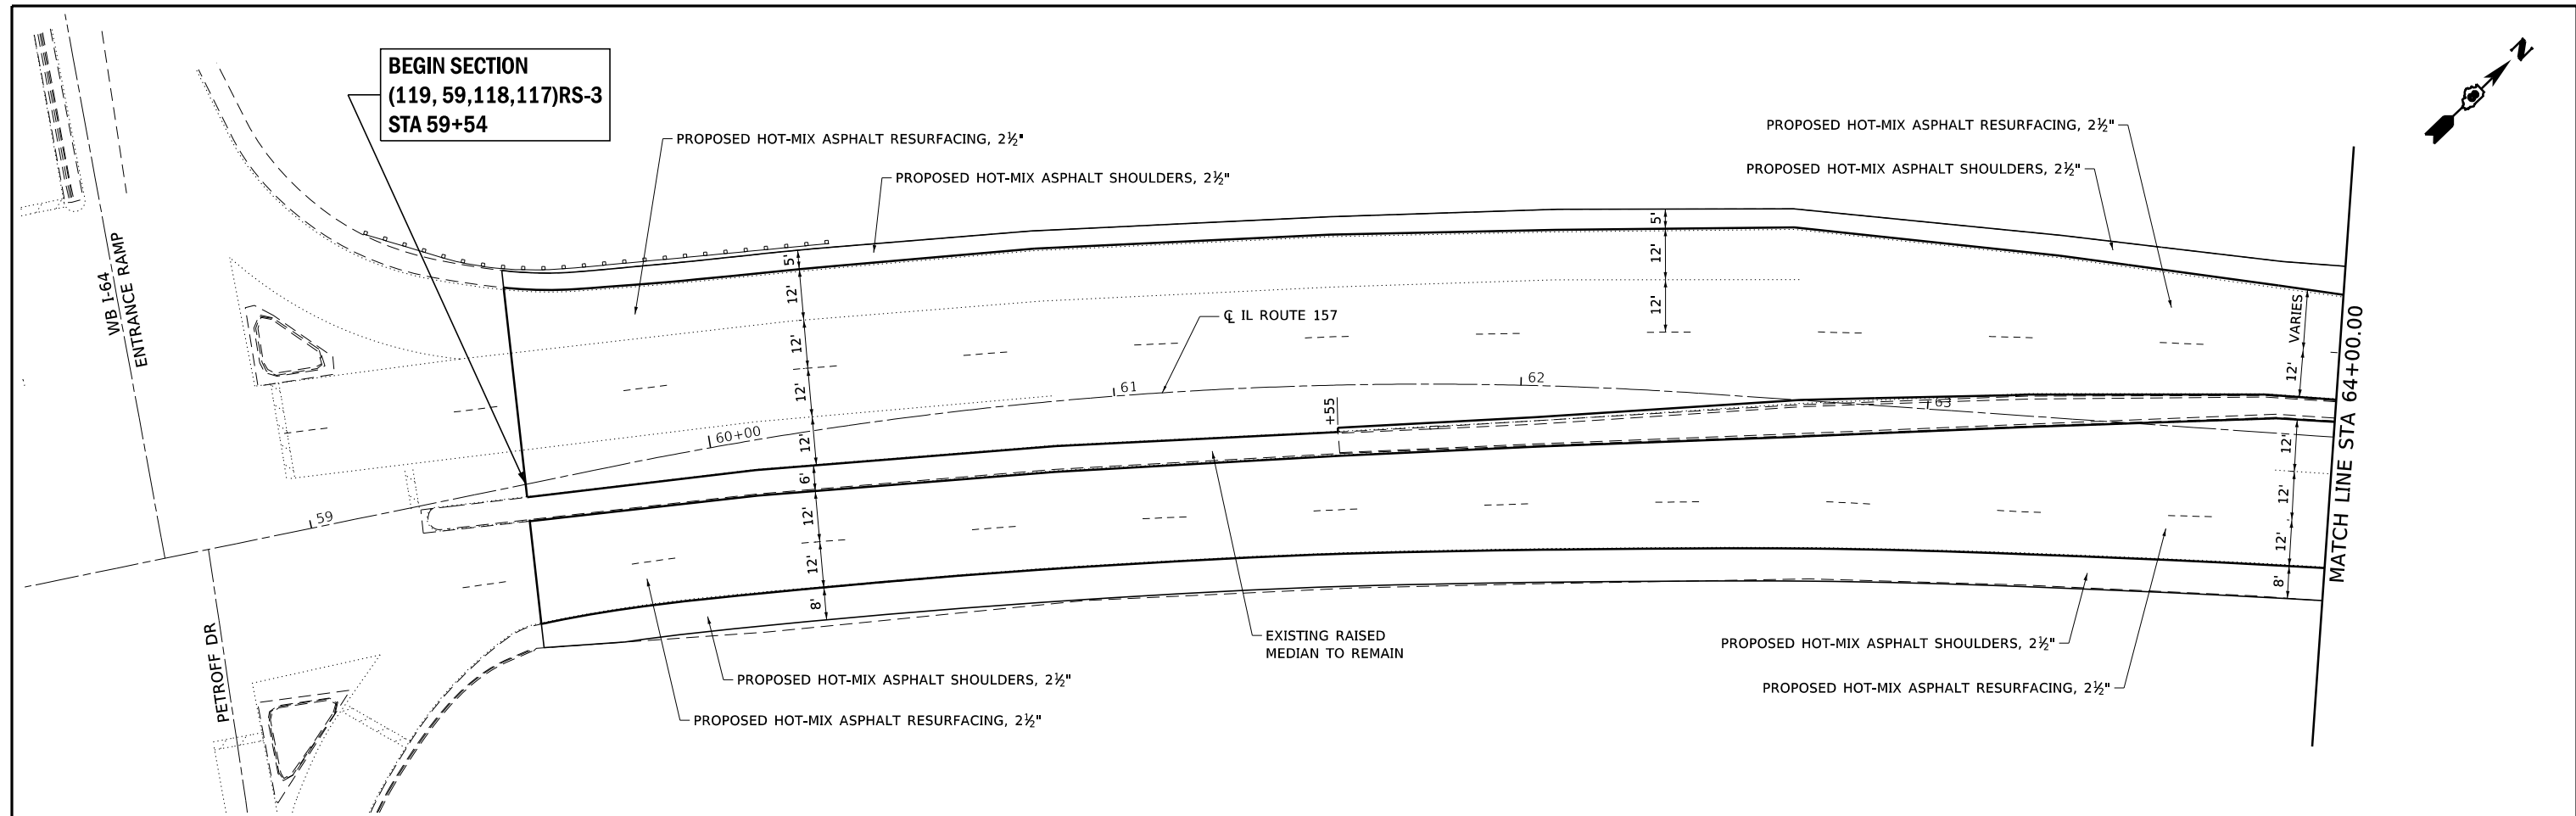 BEGIN SECTION
(119, 59,118,117)RS-3
STA 59+54
N
PROPOSED HOT-MIX ASPHALT RESURFACING, 2½"
PROPOSED HOT-MIX ASPHALT SHOULDERS, 2½"
PROPOSED HOT-MIX ASPHALT RESURFACING, 2½"
PROPOSED HOT-MIX ASPHALT SHOULDERS, 2½"
WB I-64
ENTRANCE RAMP
℄ IL ROUTE 157
5'
12'
12'
12'
12'
6'
12'
12'
8'
5'
12'
12'
VARIES
12'
12'
12'
12'
8'
59
60+00
61
62
63
+55
MATCH LINE STA 64+00.00
PETROFF DR
EXISTING RAISED
MEDIAN TO REMAIN
PROPOSED HOT-MIX ASPHALT SHOULDERS, 2½"
PROPOSED HOT-MIX ASPHALT RESURFACING, 2½"
PROPOSED HOT-MIX ASPHALT SHOULDERS, 2½"
PROPOSED HOT-MIX ASPHALT RESURFACING, 2½"